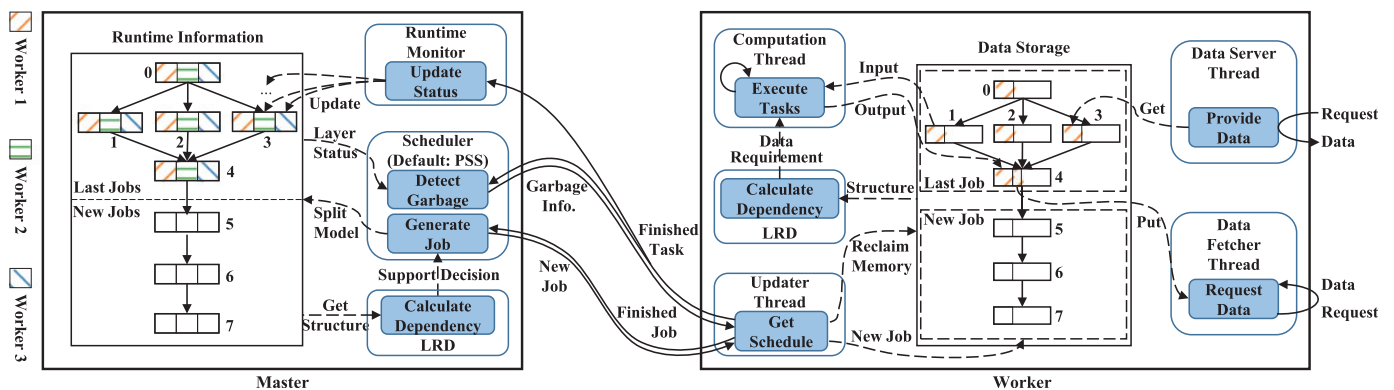 Worker 1
Worker 2
Worker 3
Runtime Information
0
1
2
3
4
Last Jobs
New Jobs
5
6
7
Runtime
Monitor
Update
Status
...
Update
Layer
Status
Scheduler
(Default: PSS)
Detect
Garbage
Generate
Job
Split
Model
Support Decision
Get
Structure
Calculate
Dependency
LRD
Master
Garbage
Info.
Finished
Task
New
Job
Finished
Job
Computation
Thread
Execute
Tasks
Input
Output
Data
Requirement
Calculate
Dependency
LRD
Structure
Reclaim
Memory
Updater
Thread
Get
Schedule
New Job
Data Storage
0
1
2
3
4
Last Job
New Job
5
6
7
Get
Put
Data Server
Thread
Provide
Data
Request
Data
Data
Fetcher
Thread
Request
Data
Data
Request
Worker